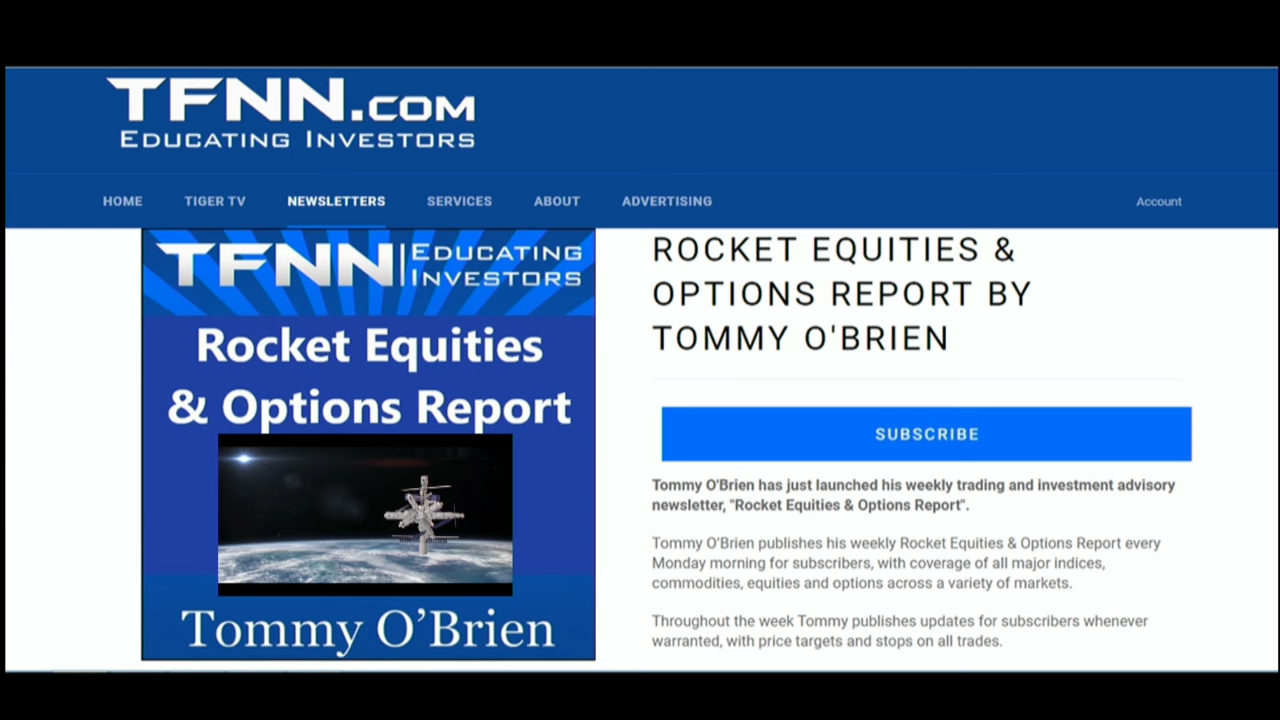 TFNN.COM
EDUCATING INVESTORS
HOME TIGER TV NEWSLETTERS SERVICES ABOUT ADVERTISING Account
TFNN EDUCATING
INVESTORS
Rocket Equities
& Options Report
Tommy O’Brien
ROCKET EQUITIES &
OPTIONS REPORT BY
TOMMY O'BRIEN
SUBSCRIBE
Tommy O'Brien has just launched his weekly trading and investment advisory
newsletter, "Rocket Equities & Options Report".
Tommy O’Brien publishes his weekly Rocket Equities & Options Report every
Monday morning for subscribers, with coverage of all major indices,
commodities, equities and options across a variety of markets.
Throughout the week Tommy publishes updates for subscribers whenever
warranted, with price targets and stops on all trades.